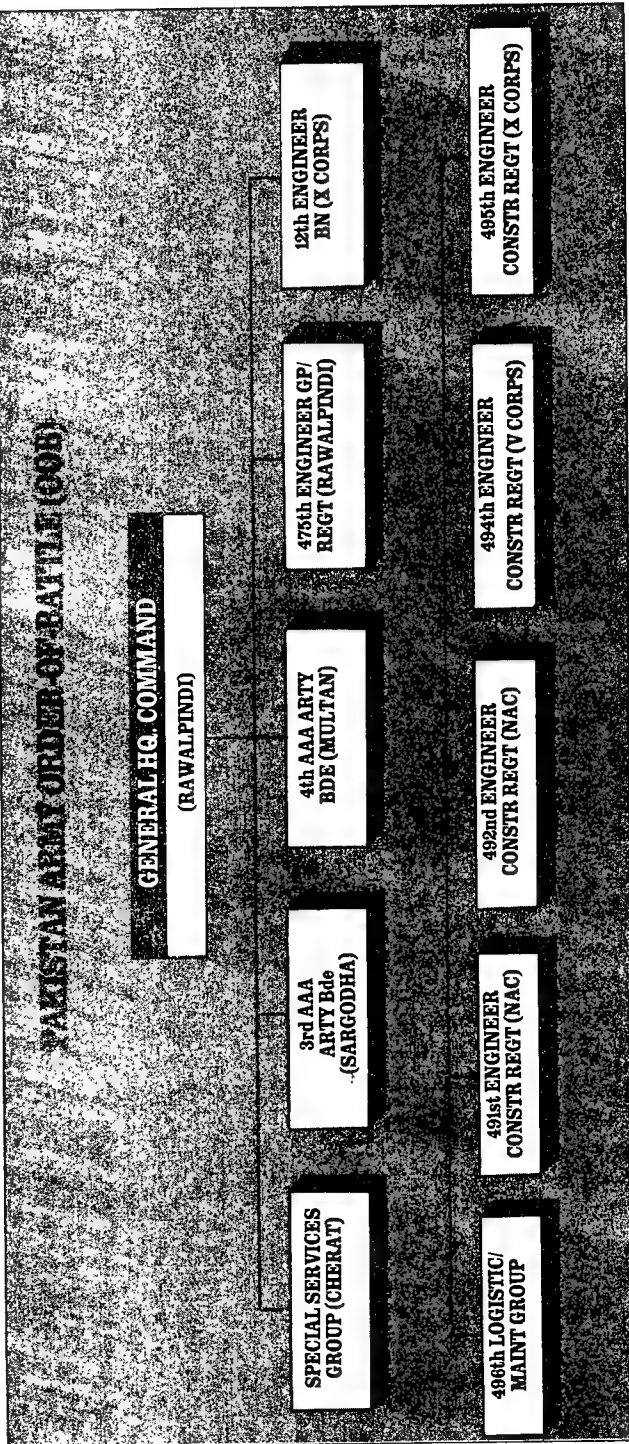 PAKISTAN ARMY ORDER-OF-BATTLE (OOB)
GENERAL HQ. COMMAND
(RAWALPINDI)
SPECIAL SERVICES
GROUP (CHERAT)
3rd AAA
ARTY Bde
(SARGODHA)
4th AAA ARTY
BDE (MULTAN)
475th ENGINEER GP/
REGT (RAWALPINDI)
12th ENGINEER
BN (X CORPS)
496th LOGISTIC/
MAINT GROUP
491st ENGINEER
CONSTR REGT (NAC)
492nd ENGINEER
CONSTR REGT (NAC)
494th ENGINEER
CONSTR REGT (V CORPS)
495th ENGINEER
CONSTR REGT (X CORPS)